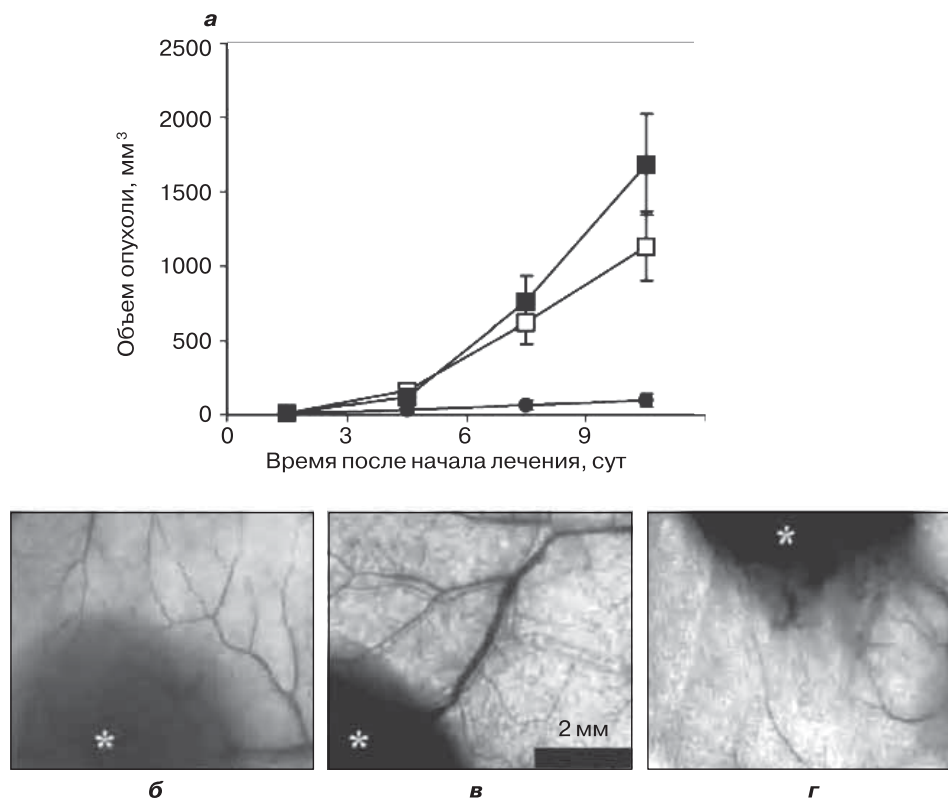 а
2500
2000
1500
1000
500
0
0 3 6 9
Объем опухоли, мм³
Время после начала лечения, сут
*
*
*
2 мм
б в г